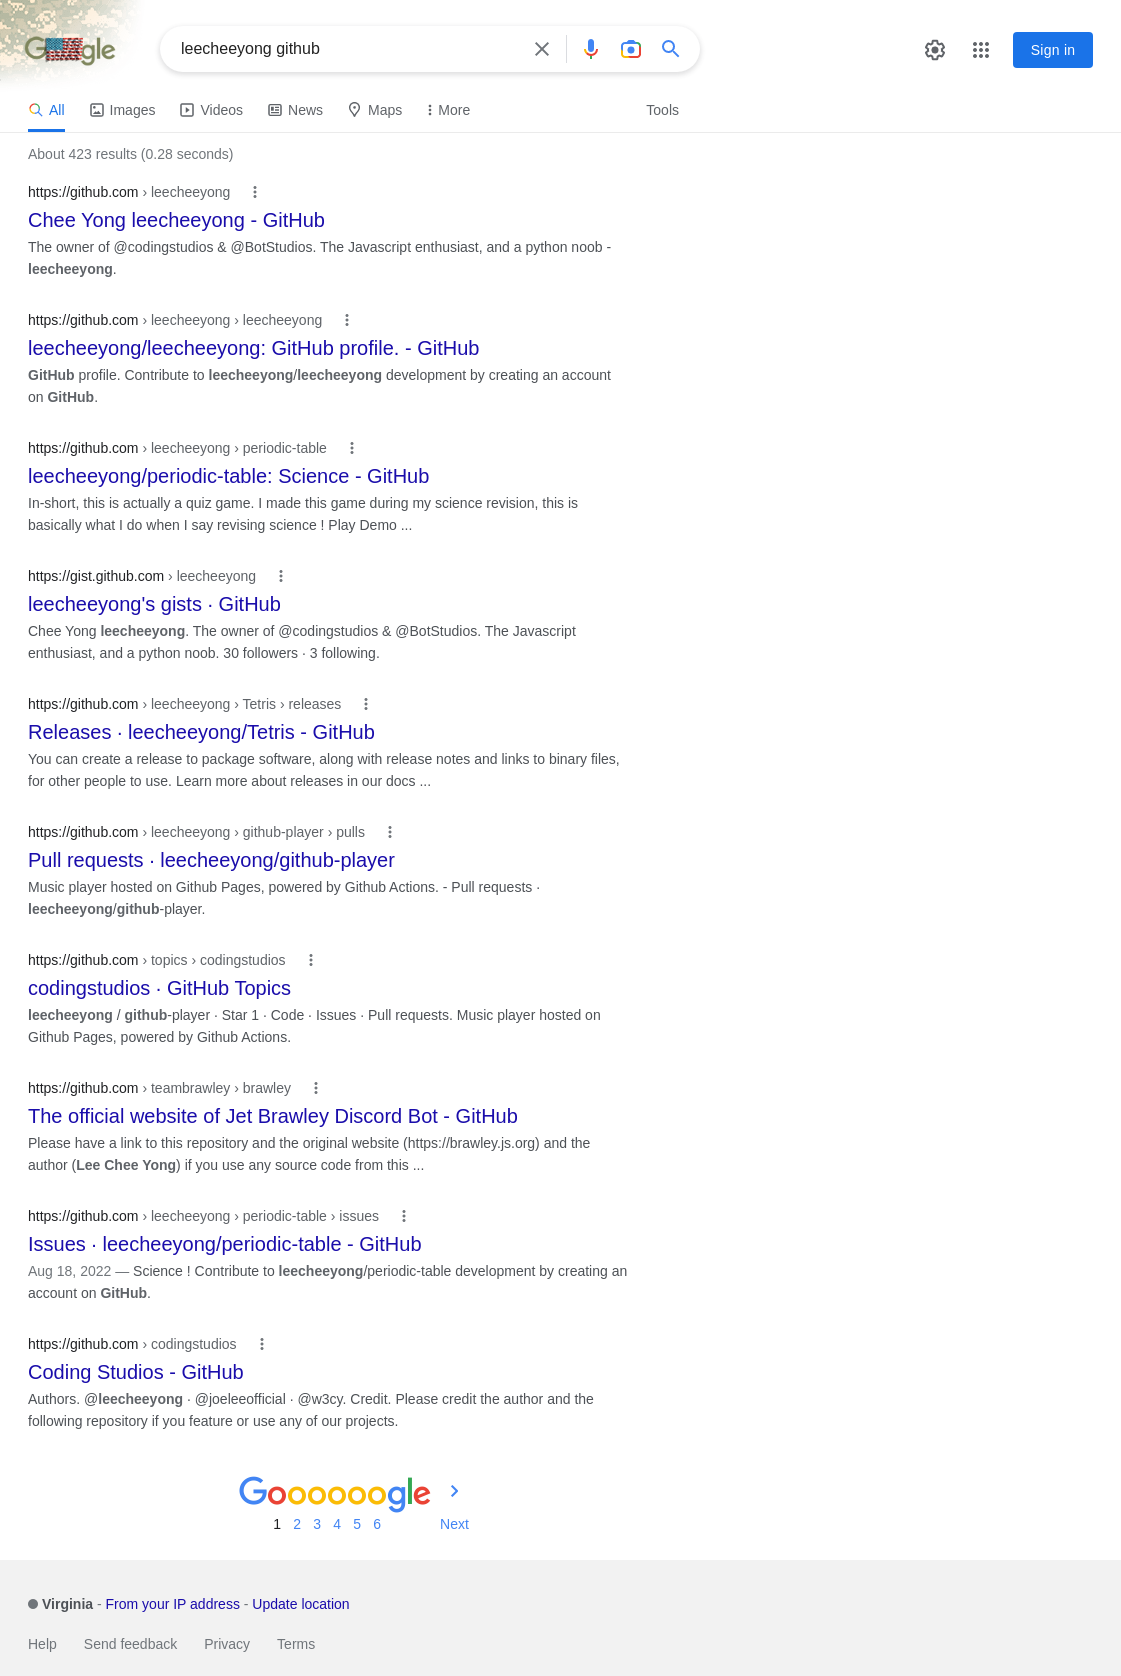 Google
leecheeyong github
Sign in
All Images Videos News Maps More Tools
About 423 results (0.28 seconds)
https://github.com › leecheeyong
Chee Yong leecheeyong - GitHub
The owner of @codingstudios & @BotStudios. The Javascript enthusiast, and a python noob -
leecheeyong.
https://github.com › leecheeyong › leecheeyong
leecheeyong/leecheeyong: GitHub profile. - GitHub
GitHub profile. Contribute to leecheeyong/leecheeyong development by creating an account
on GitHub.
https://github.com › leecheeyong › periodic-table
leecheeyong/periodic-table: Science - GitHub
In-short, this is actually a quiz game. I made this game during my science revision, this is
basically what I do when I say revising science ! Play Demo ...
https://gist.github.com › leecheeyong
leecheeyong's gists · GitHub
Chee Yong leecheeyong. The owner of @codingstudios & @BotStudios. The Javascript
enthusiast, and a python noob. 30 followers · 3 following.
https://github.com › leecheeyong › Tetris › releases
Releases · leecheeyong/Tetris - GitHub
You can create a release to package software, along with release notes and links to binary files,
for other people to use. Learn more about releases in our docs ...
https://github.com › leecheeyong › github-player › pulls
Pull requests · leecheeyong/github-player
Music player hosted on Github Pages, powered by Github Actions. - Pull requests ·
leecheeyong/github-player.
https://github.com › topics › codingstudios
codingstudios · GitHub Topics
leecheeyong / github-player · Star 1 · Code · Issues · Pull requests. Music player hosted on
Github Pages, powered by Github Actions.
https://github.com › teambrawley › brawley
The official website of Jet Brawley Discord Bot - GitHub
Please have a link to this repository and the original website (https://brawley.js.org) and the
author (Lee Chee Yong) if you use any source code from this ...
https://github.com › leecheeyong › periodic-table › issues
Issues · leecheeyong/periodic-table - GitHub
Aug 18, 2022 — Science ! Contribute to leecheeyong/periodic-table development by creating an
account on GitHub.
https://github.com › codingstudios
Coding Studios - GitHub
Authors. @leecheeyong · @joeleeofficial · @w3cy. Credit. Please credit the author and the
following repository if you feature or use any of our projects.
Goooooogle
1 2 3 4 5 6 Next
Virginia - From your IP address - Update location
Help Send feedback Privacy Terms